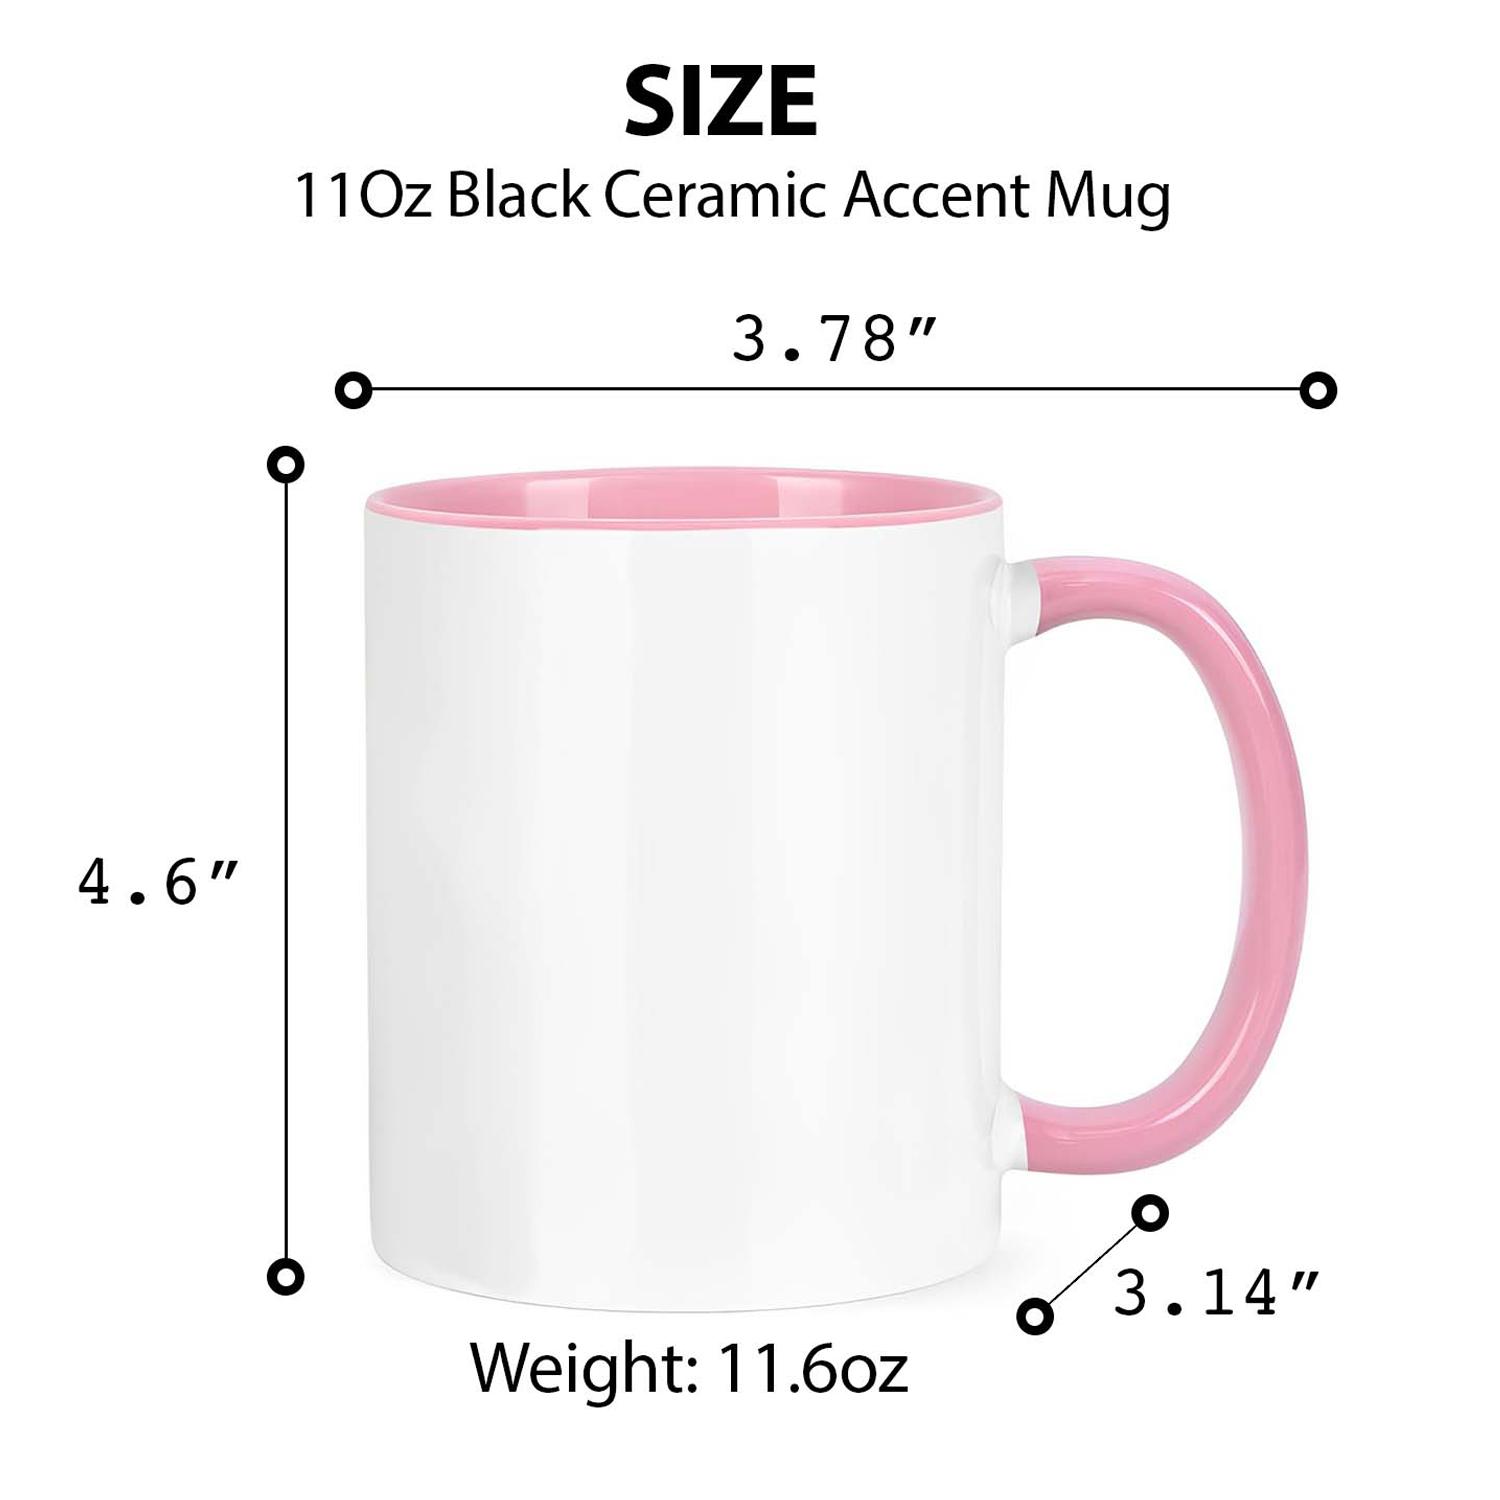 SIZE
11Oz Black Ceramic Accent Mug
3.78″
4.6″
3.14″
Weight: 11.6oz